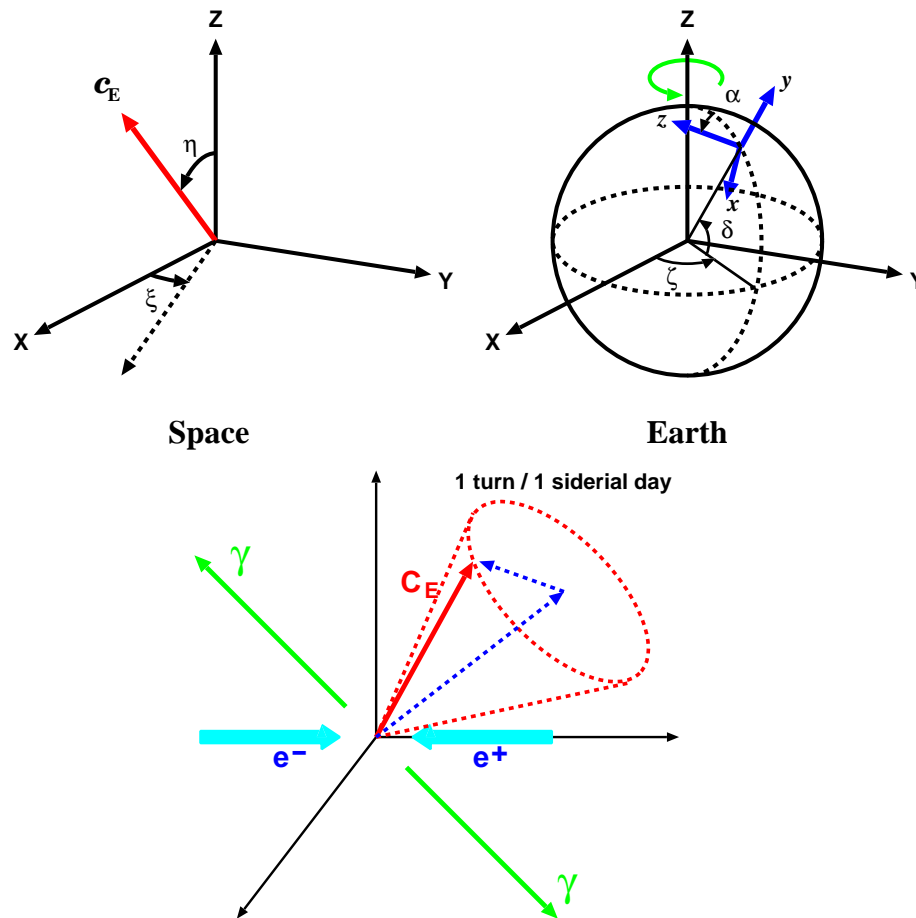 Z
c_E
η
ξ
X
Y
Space
Z
α
y
z
x
δ
ζ
X
Y
Earth
1 turn / 1 siderial day
γ
C_E
e−
e+
γ